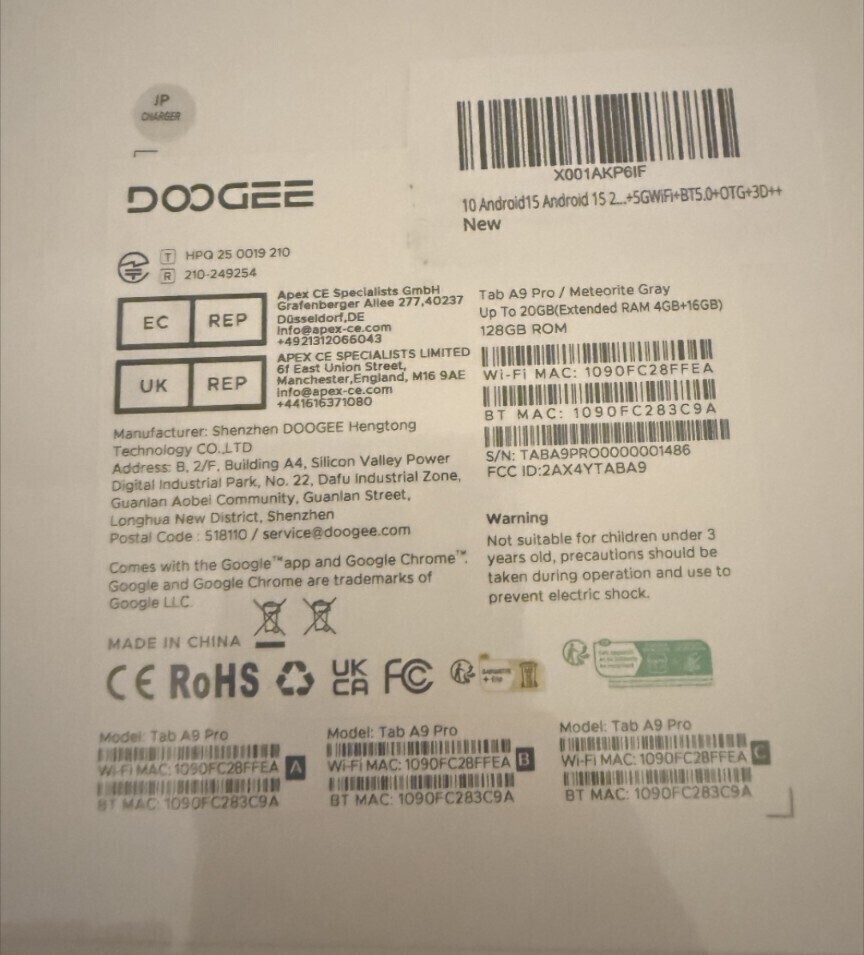 JP
CHARGER
X001AKP6IF
10 Android15 Android 15 2...+5GWiFi+BT5.0+OTG+3D++
New
DOOGEE
T HPQ 25 0019 210
R 210-249254
EC REP
Apex CE Specialists GmbH
Grafenberger Allee 277,40237
Düsseldorf,DE
Info@apex-ce.com
+4921312066043
UK REP
APEX CE SPECIALISTS LIMITED
6f East Union Street,
Manchester,England, M16 9AE
Info@apex-ce.com
+441616371080
Manufacturer: Shenzhen DOOGEE Hengtong
Technology CO.,LTD
Address: B, 2/F, Building A4, Silicon Valley Power
Digital Industrial Park, No. 22, Dafu Industrial Zone,
Guanlan Aobei Community, Guanlan Street,
Longhua New District, Shenzhen
Postal Code : 518110 / service@doogee.com
Comes with the Google™app and Google Chrome™.
Google and Google Chrome are trademarks of
Google LLC.
MADE IN CHINA
CE RoHS UK CA FC
Tab A9 Pro / Meteorite Gray
Up To 20GB(Extended RAM 4GB+16GB)
128GB ROM
Wi-Fi MAC: 1090FC28FFEA
BT MAC: 1090FC283C9A
S/N: TABA9PRO0000001486
FCC ID:2AX4YTABA9
Warning
Not suitable for children under 3
years old, precautions should be
taken during operation and use to
prevent electric shock.
Model: Tab A9 Pro
Wi-Fi MAC: 1090FC28FFEA A
BT MAC: 1090FC283C9A
Model: Tab A9 Pro
Wi-Fi MAC: 1090FC28FFEA B
BT MAC: 1090FC283C9A
Model: Tab A9 Pro
Wi-Fi MAC: 1090FC28FFEA C
BT MAC: 1090FC283C9A